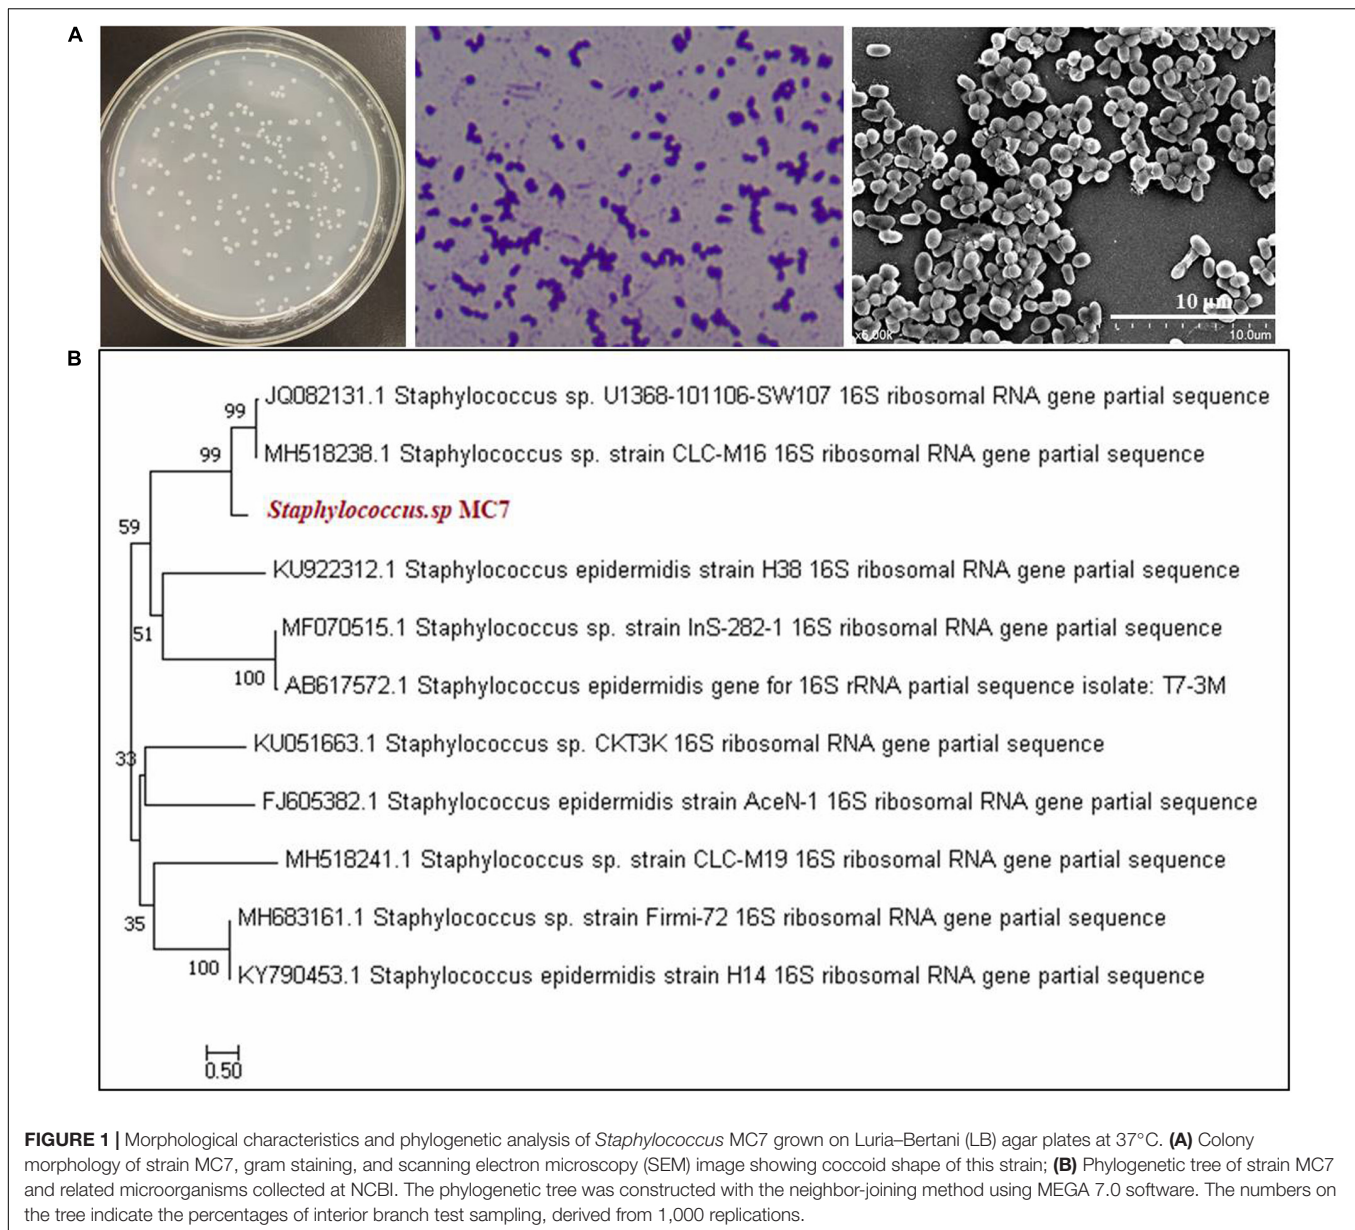 A
10 µm
x6.00k
10.0um
B
99
JQ082131.1 Staphylococcus sp. U1368-101106-SW107 16S ribosomal RNA gene partial sequence
99
MH518238.1 Staphylococcus sp. strain CLC-M16 16S ribosomal RNA gene partial sequence
Staphylococcus.sp MC7
59
KU922312.1 Staphylococcus epidermidis strain H38 16S ribosomal RNA gene partial sequence
51
MF070515.1 Staphylococcus sp. strain InS-282-1 16S ribosomal RNA gene partial sequence
100
AB617572.1 Staphylococcus epidermidis gene for 16S rRNA partial sequence isolate: T7-3M
33
KU051663.1 Staphylococcus sp. CKT3K 16S ribosomal RNA gene partial sequence
FJ605382.1 Staphylococcus epidermidis strain AceN-1 16S ribosomal RNA gene partial sequence
MH518241.1 Staphylococcus sp. strain CLC-M19 16S ribosomal RNA gene partial sequence
35
MH683161.1 Staphylococcus sp. strain Firmi-72 16S ribosomal RNA gene partial sequence
100
KY790453.1 Staphylococcus epidermidis strain H14 16S ribosomal RNA gene partial sequence
0.50
FIGURE 1 | Morphological characteristics and phylogenetic analysis of Staphylococcus MC7 grown on Luria–Bertani (LB) agar plates at 37°C. (A) Colony
morphology of strain MC7, gram staining, and scanning electron microscopy (SEM) image showing coccoid shape of this strain; (B) Phylogenetic tree of strain MC7
and related microorganisms collected at NCBI. The phylogenetic tree was constructed with the neighbor-joining method using MEGA 7.0 software. The numbers on
the tree indicate the percentages of interior branch test sampling, derived from 1,000 replications.